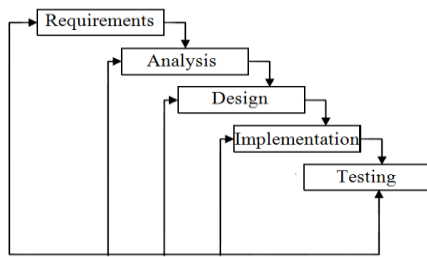 Requirements
Analysis
Design
Implementation
Testing